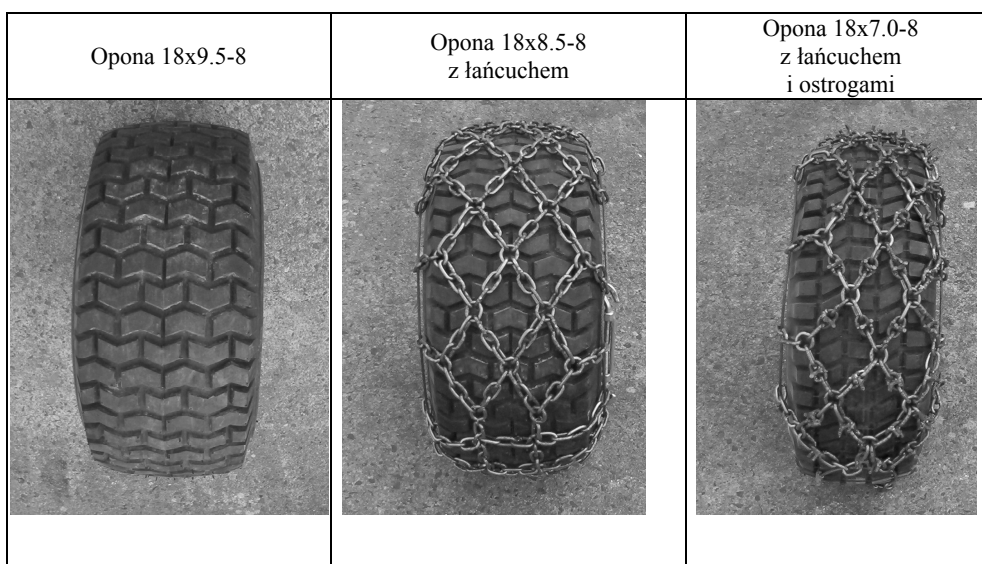 Opona 18x9.5-8
Opona 18x8.5-8
z łańcuchem
Opona 18x7.0-8
z łańcuchem
i ostrogami